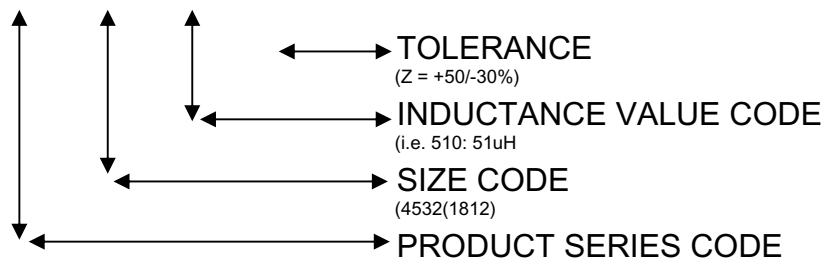 TOLERANCE
(Z = +50/-30%)
INDUCTANCE VALUE CODE
(i.e. 510: 51uH
SIZE CODE
(4532(1812)
PRODUCT SERIES CODE